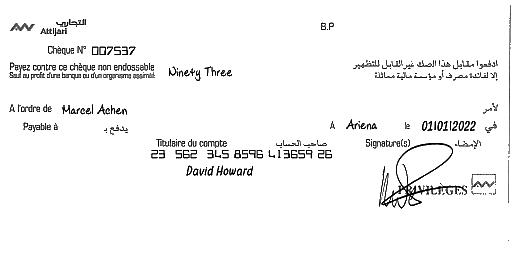 التجاري
Attijari
B.P
Chèque N° 007537
Payez contre ce chèque non endossable
Sauf au profit d'une banque ou d'un organisme assimilé
Ninety Three
ادفعوا مقابل هذا الصك غير القابل للتظهير
إلا لفائدة مصرف أو مؤسسة مالية مماثلة
A l'ordre de Marcel Achen لأمر
Payable à يدفع بـ
A Ariena le 01/01/2022 في
Titulaire du compte صاحب الحساب
Signature(s) الإمضاء
23 562 345 8596 413659 26
David Howard
PRIVILÈGES